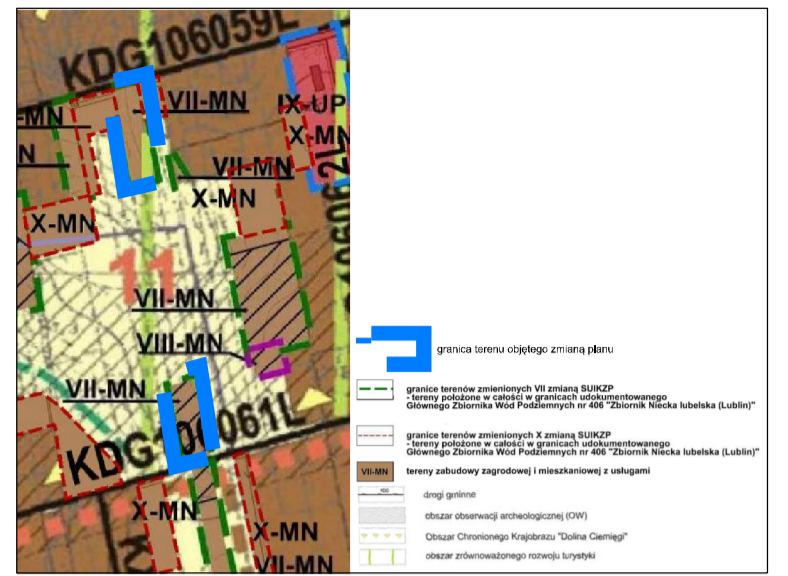 KDG106059L
VII-MN
-MN
IX-UP
X-MN
N
VII-MN
X-MN
X-MN
11
VII-MN
VIII-MN
VII-MN
KDG106061L
X-MN
X-MN
VII-MN
granica terenu objętego zmianą planu
granice terenów zmienionych VII zmianą SUIKZP
- tereny położone w całości w granicach udokumentowanego
Głównego Zbiornika Wód Podziemnych nr 406 "Zbiornik Niecka lubelska (Lublin)"
granice terenów zmienionych X zmianą SUIKZP
- tereny położone w całości w granicach udokumentowanego
Głównego Zbiornika Wód Podziemnych nr 406 "Zbiornik Niecka lubelska (Lublin)"
VII-MN tereny zabudowy zagrodowej i mieszkaniowej z usługami
KDG drogi gminne
obszar obserwacji archeologicznej (OW)
Obszar Chronionego Krajobrazu "Dolina Ciemięgi"
obszar zrównoważonego rozwoju turystyki